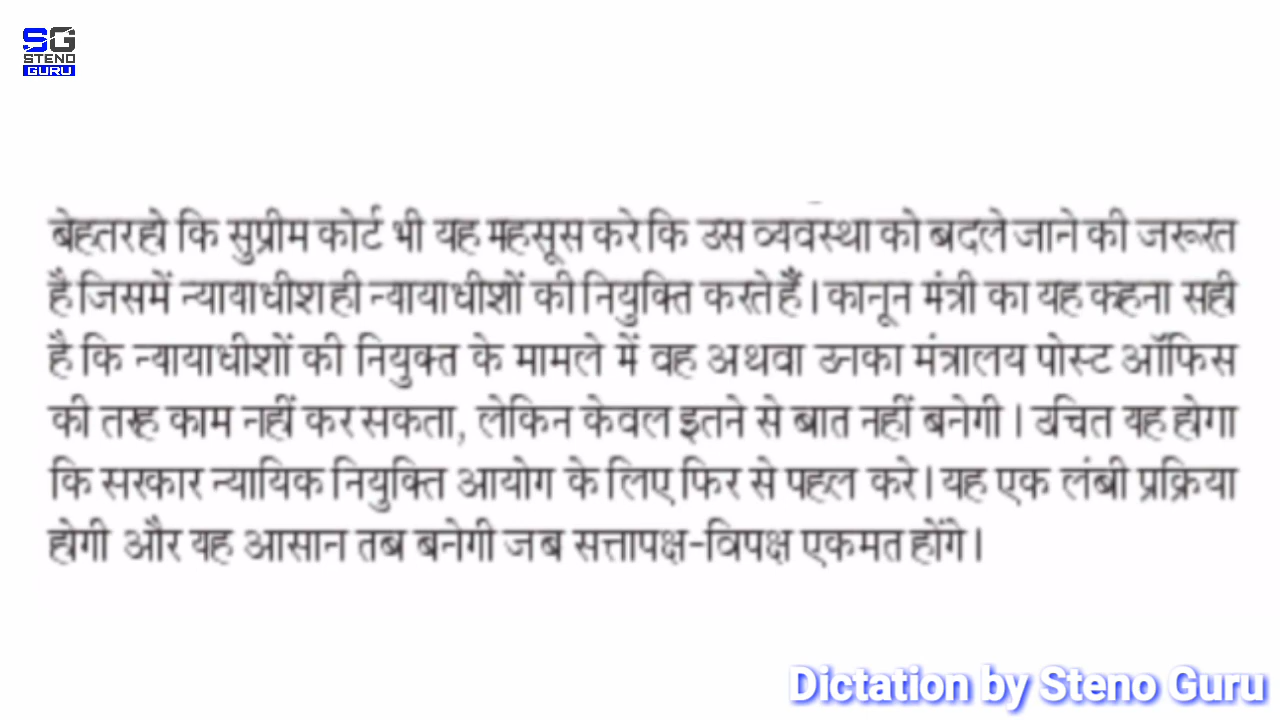 SG
STENO
GURU
बेहतर हो कि सुप्रीम कोर्ट भी यह महसूस करे कि उस व्यवस्था को बदले जाने की जरूरत
है जिसमें न्यायाधीश ही न्यायाधीशों की नियुक्ति करते हैं। कानून मंत्री का यह कहना सही
है कि न्यायाधीशों की नियुक्त के मामले में वह अथवा उनका मंत्रालय पोस्ट ऑफिस
की तरह काम नहीं कर सकता, लेकिन केवल इतने से बात नहीं बनेगी। उचित यह होगा
कि सरकार न्यायिक नियुक्ति आयोग के लिए फिर से पहल करे। यह एक लंबी प्रक्रिया
होगी और यह आसान तब बनेगी जब सत्तापक्ष-विपक्ष एकमत होंगे।
Dictation by Steno Guru